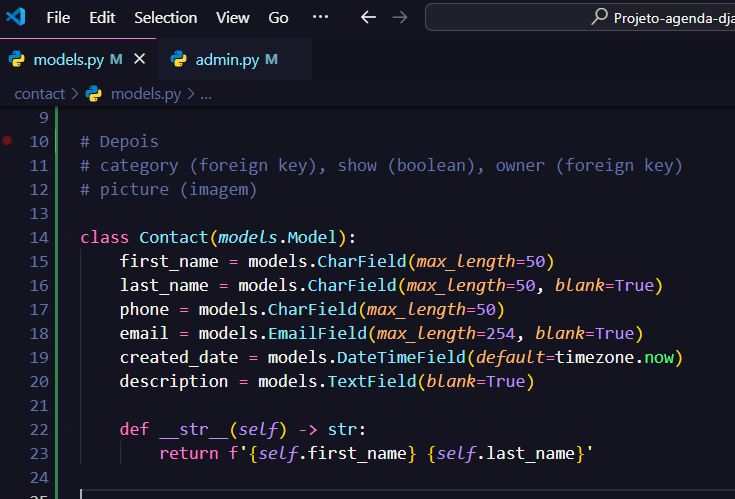 File Edit Selection View Go ··· ← → Projeto-agenda-dja
models.py M × admin.py M
contact > models.py > ...
9
10 # Depois
11 # category (foreign key), show (boolean), owner (foreign key)
12 # picture (imagem)
13
14 class Contact(models.Model):
15     first_name = models.CharField(max_length=50)
16     last_name = models.CharField(max_length=50, blank=True)
17     phone = models.CharField(max_length=50)
18     email = models.EmailField(max_length=254, blank=True)
19     created_date = models.DateTimeField(default=timezone.now)
20     description = models.TextField(blank=True)
21
22     def __str__(self) -> str:
23         return f'{self.first_name} {self.last_name}'
24
25